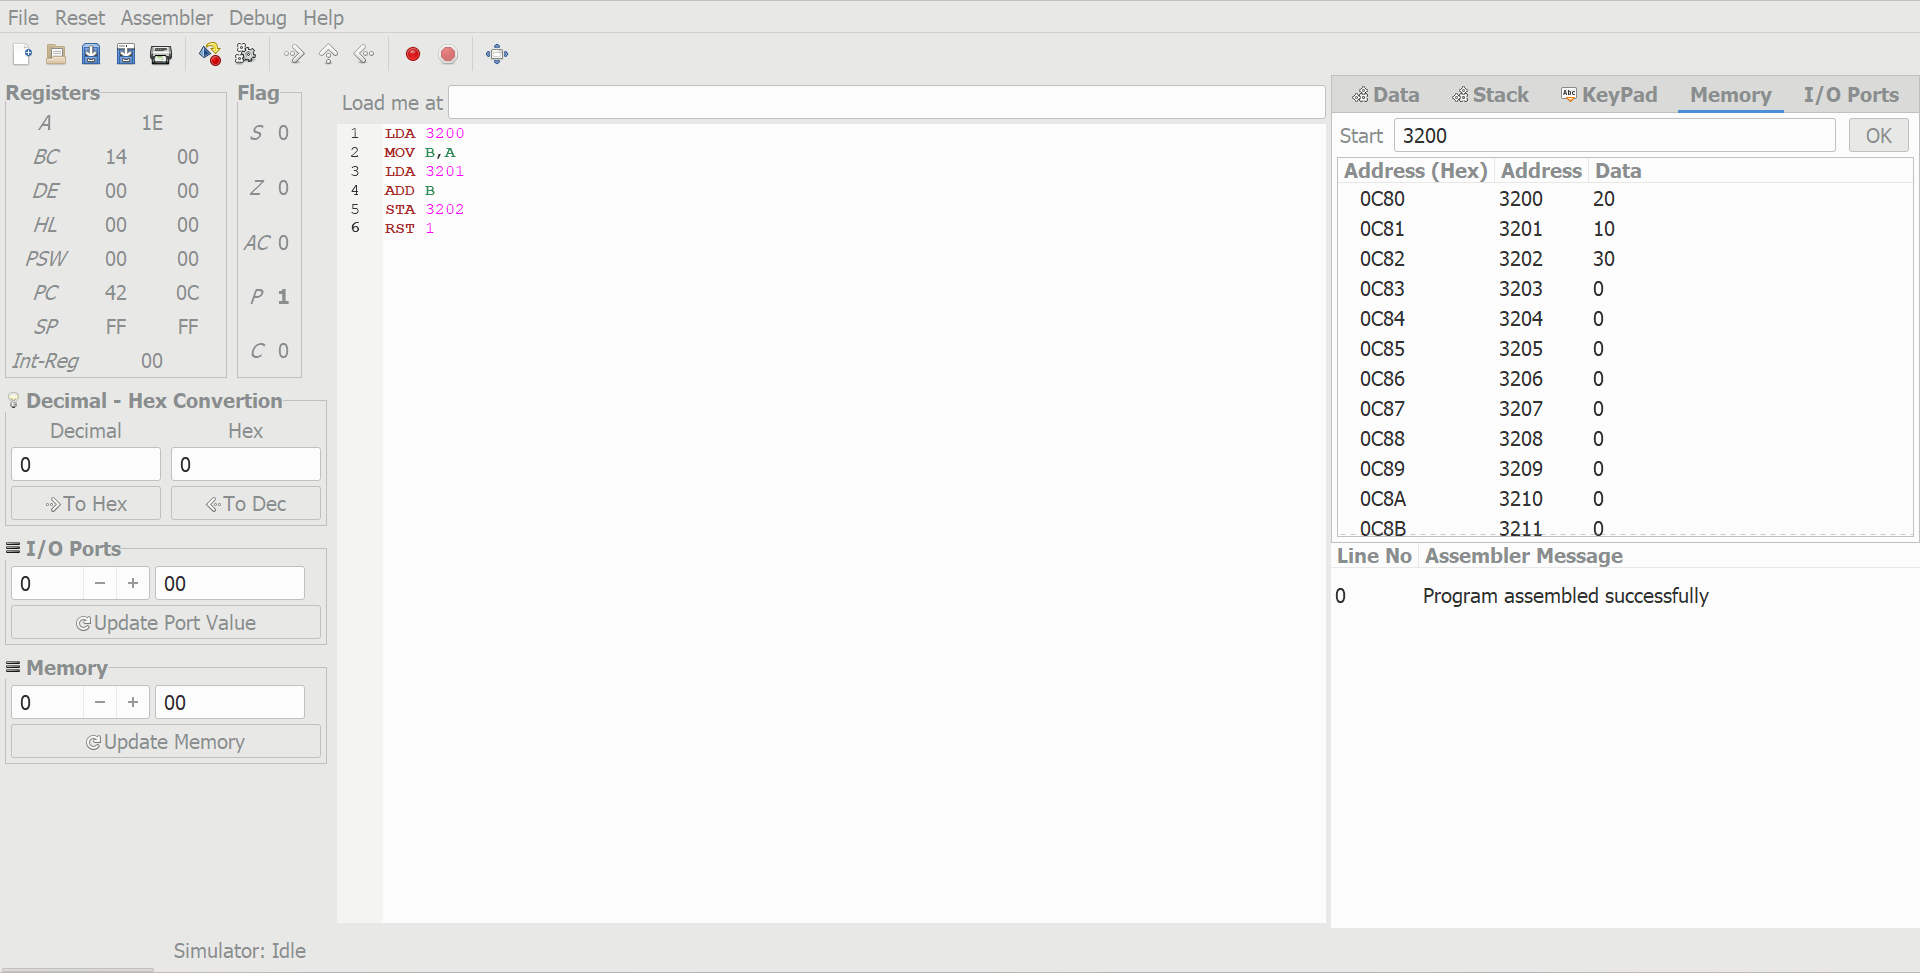 File Reset Assembler Debug Help
Registers
A 1E
BC 14 00
DE 00 00
HL 00 00
PSW 00 00
PC 42 0C
SP FF FF
Int-Reg 00
Flag
S 0
Z 0
AC 0
P 1
C 0
Decimal - Hex Convertion
Decimal Hex
0 0
To Hex To Dec
I/O Ports
0 − + 00
Update Port Value
Memory
0 − + 00
Update Memory
Simulator: Idle
Load me at
1 LDA 3200
2 MOV B,A
3 LDA 3201
4 ADD B
5 STA 3202
6 RST 1
Data Stack Abc KeyPad Memory I/O Ports
Start 3200 OK
Address (Hex) Address Data
0C80 3200 20
0C81 3201 10
0C82 3202 30
0C83 3203 0
0C84 3204 0
0C85 3205 0
0C86 3206 0
0C87 3207 0
0C88 3208 0
0C89 3209 0
0C8A 3210 0
0C8B 3211 0
Line No Assembler Message
0 Program assembled successfully